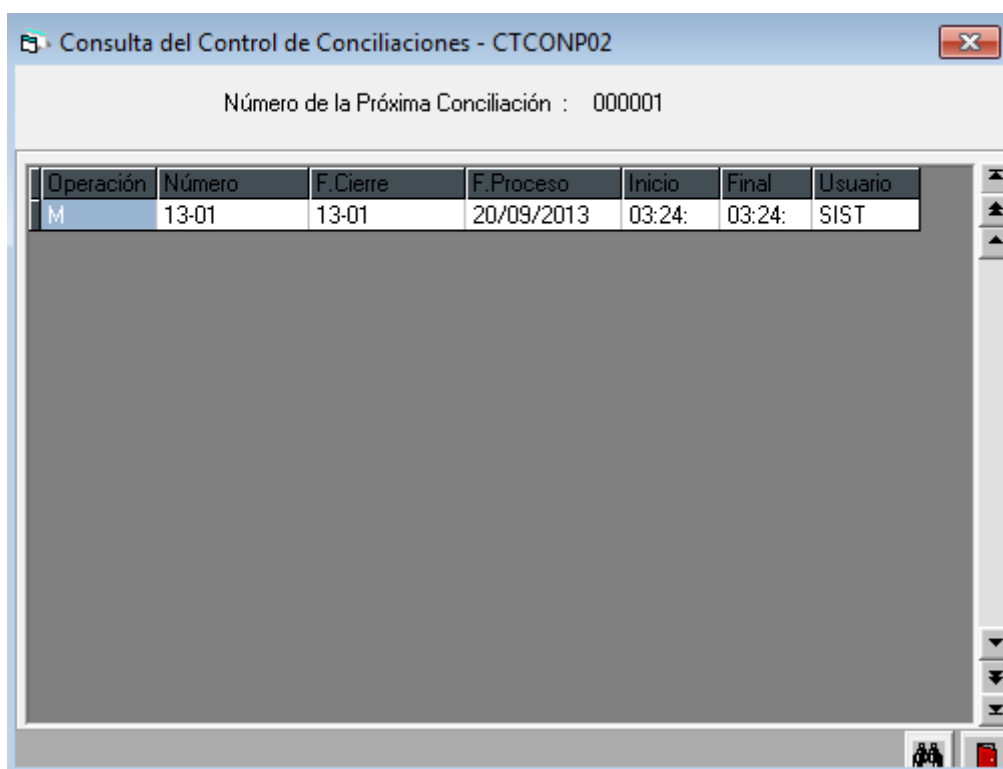 Consulta del Control de Conciliaciones - CTCONP02
Número de la Próxima Conciliación : 000001
Operación Número F.Cierre F.Proceso Inicio Final Usuario
M 13-01 13-01 20/09/2013 03:24: 03:24: SIST